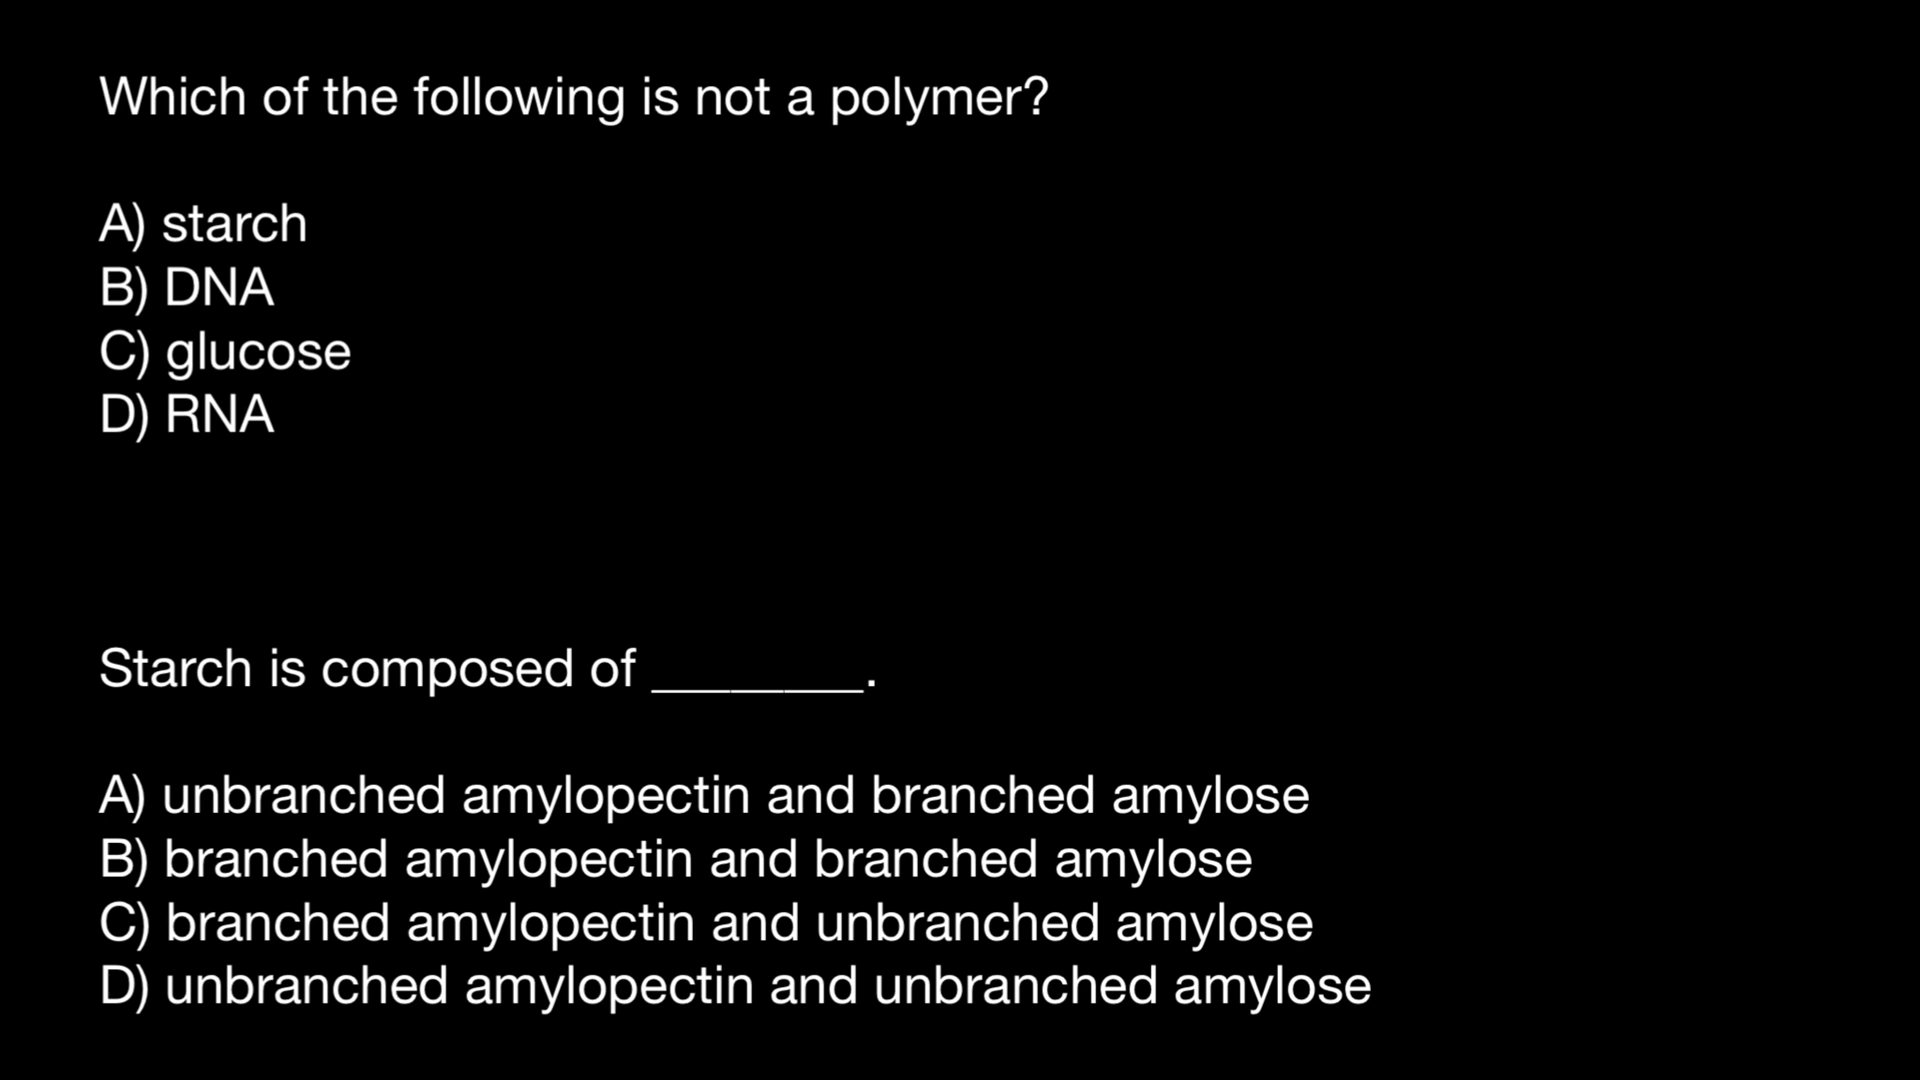 Which of the following is not a polymer?
A) starch
B) DNA
C) glucose
D) RNA
Starch is composed of ________.
A) unbranched amylopectin and branched amylose
B) branched amylopectin and branched amylose
C) branched amylopectin and unbranched amylose
D) unbranched amylopectin and unbranched amylose